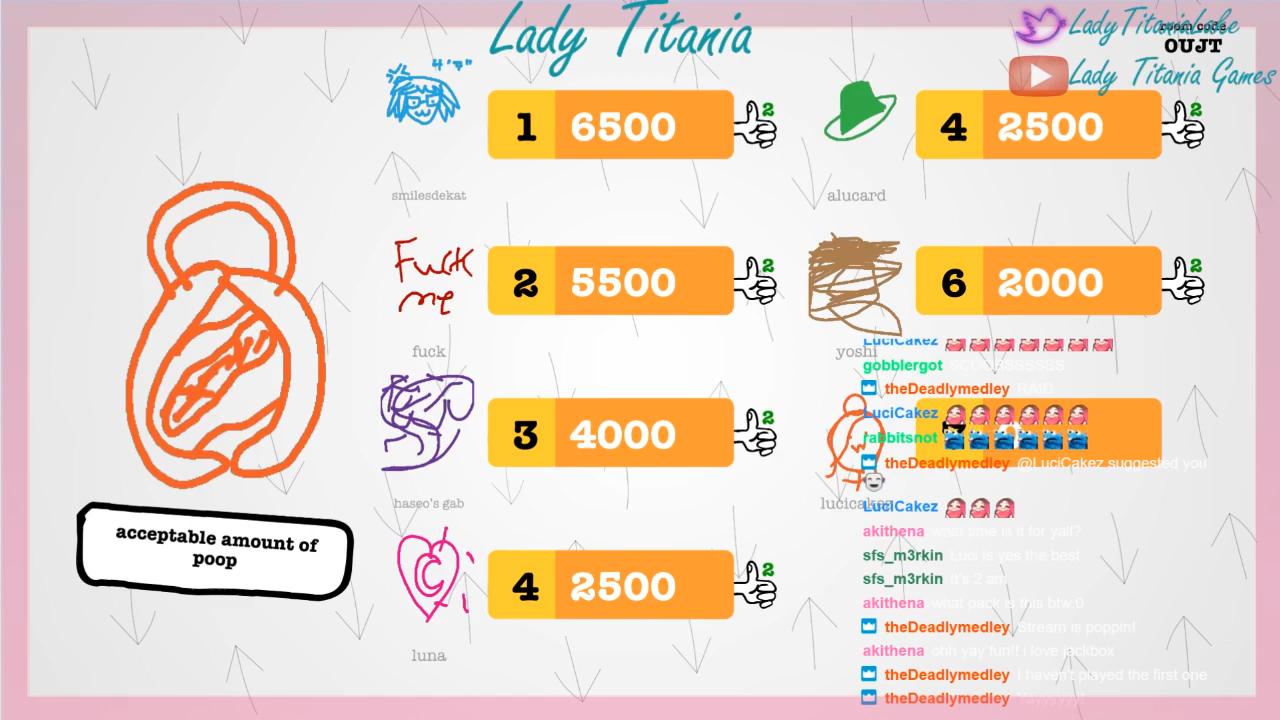 Lady Titania
LadyTitaniaLake
room code
OUJT
Lady Titania Games
1 6500 2
smilesdekat
4 2500 2
alucard
Fuck
me
2 5500 2
fuck
6 2000 2
yoshi
3 4000 2
haseo's gab
lucicakez
C
4 2500 2
luna
acceptable amount of
poop
LuciCakez
gobblergot
theDeadlymedley RAID
LuciCakez
rabbitsnot
theDeadlymedley @LuciCakez suggested you
LuciCakez
akithena what time is it for yall?
sfs_m3rkin Luci is yes the best
sfs_m3rkin It's 2 am
akithena what pack is this btw:0
theDeadlymedley Stream is poppin!
akithena ohh yay fun!! i love jackbox
theDeadlymedley I haven't played the first one
theDeadlymedley